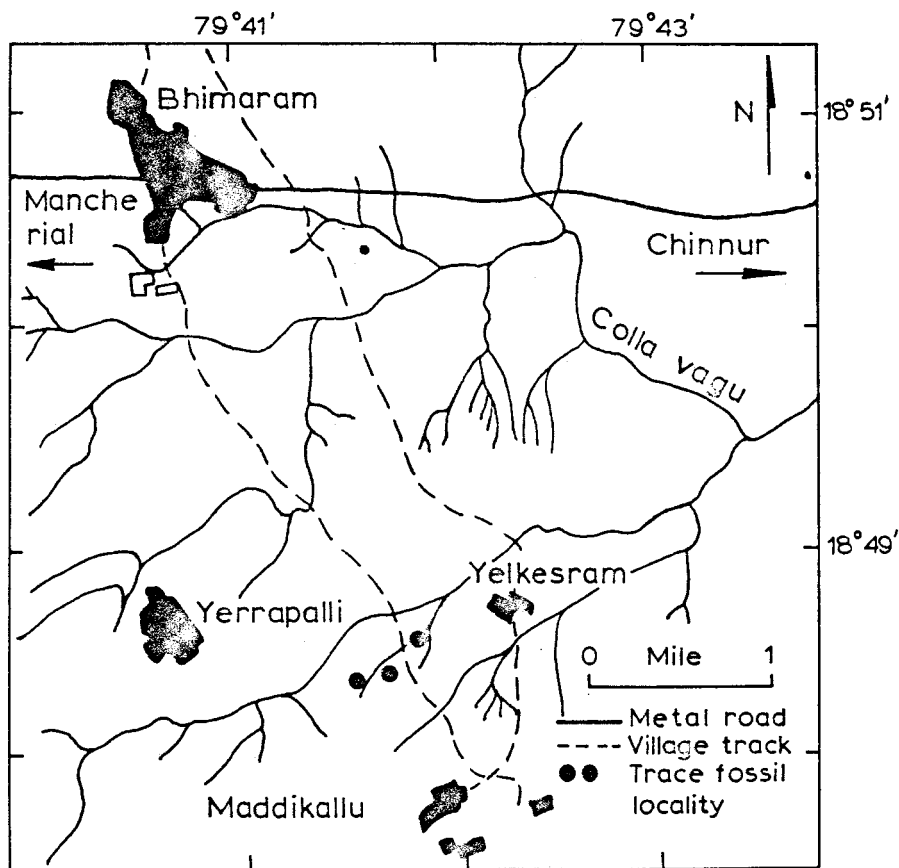 79°41'
79°43'
Bhimaram
N
18°51'
Manche
rial
Chinnur
Colla vagu
18°49'
Yelkesram
Yerrapalli
0 Mile 1
Metal road
Village track
Trace fossil
locality
Maddikallu